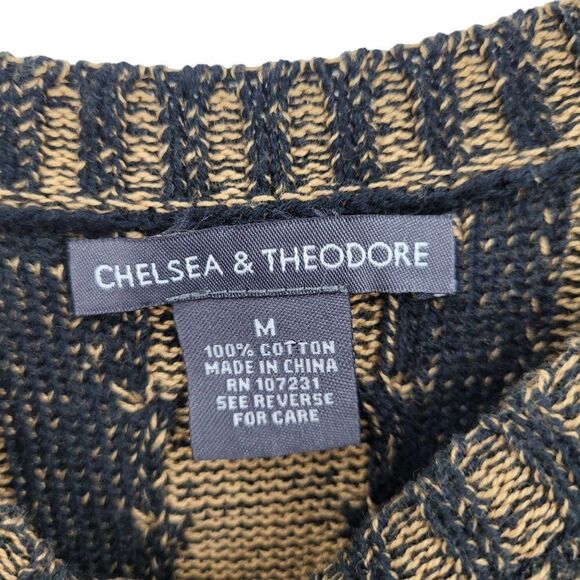 CHELSEA & THEODORE
M
100% COTTON
MADE IN CHINA
RN 107231
SEE REVERSE
FOR CARE